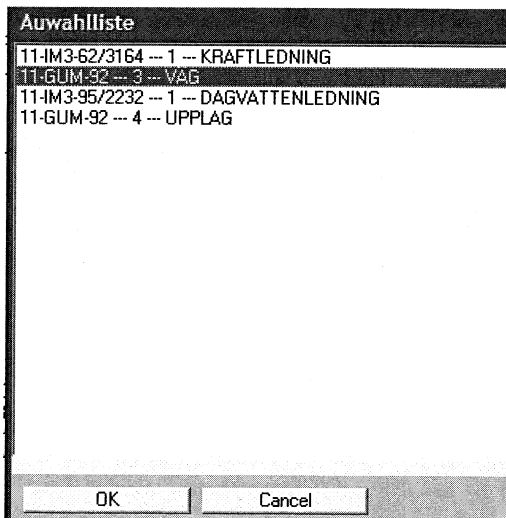 Auwahlliste
11-IM3-62/3164 --- 1 --- KRAFTLEDNING
11-GUM-92 --- 3 --- VAG
11-IM3-95/2232 --- 1 --- DAGVATTENLEDNING
11-GUM-92 --- 4 --- UPPLAG
OK
Cancel